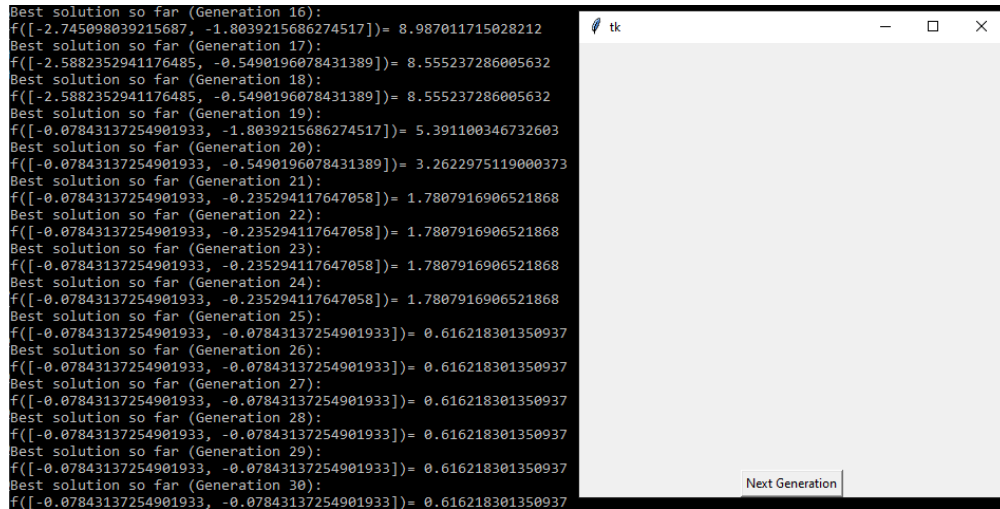 Best solution so far (Generation 16):
f([-2.745098039215687, -1.8039215686274517])= 8.987011715028212
Best solution so far (Generation 17):
f([-2.5882352941176485, -0.5490196078431389])= 8.555237286005632
Best solution so far (Generation 18):
f([-2.5882352941176485, -0.5490196078431389])= 8.555237286005632
Best solution so far (Generation 19):
f([-0.07843137254901933, -1.8039215686274517])= 5.391100346732603
Best solution so far (Generation 20):
f([-0.07843137254901933, -0.5490196078431389])= 3.2622975119000373
Best solution so far (Generation 21):
f([-0.07843137254901933, -0.235294117647058])= 1.7807916906521868
Best solution so far (Generation 22):
f([-0.07843137254901933, -0.235294117647058])= 1.7807916906521868
Best solution so far (Generation 23):
f([-0.07843137254901933, -0.235294117647058])= 1.7807916906521868
Best solution so far (Generation 24):
f([-0.07843137254901933, -0.235294117647058])= 1.7807916906521868
Best solution so far (Generation 25):
f([-0.07843137254901933, -0.07843137254901933])= 0.616218301350937
Best solution so far (Generation 26):
f([-0.07843137254901933, -0.07843137254901933])= 0.616218301350937
Best solution so far (Generation 27):
f([-0.07843137254901933, -0.07843137254901933])= 0.616218301350937
Best solution so far (Generation 28):
f([-0.07843137254901933, -0.07843137254901933])= 0.616218301350937
Best solution so far (Generation 29):
f([-0.07843137254901933, -0.07843137254901933])= 0.616218301350937
Best solution so far (Generation 30):
f([-0.07843137254901933, -0.07843137254901933])= 0.616218301350937
tk
Next Generation